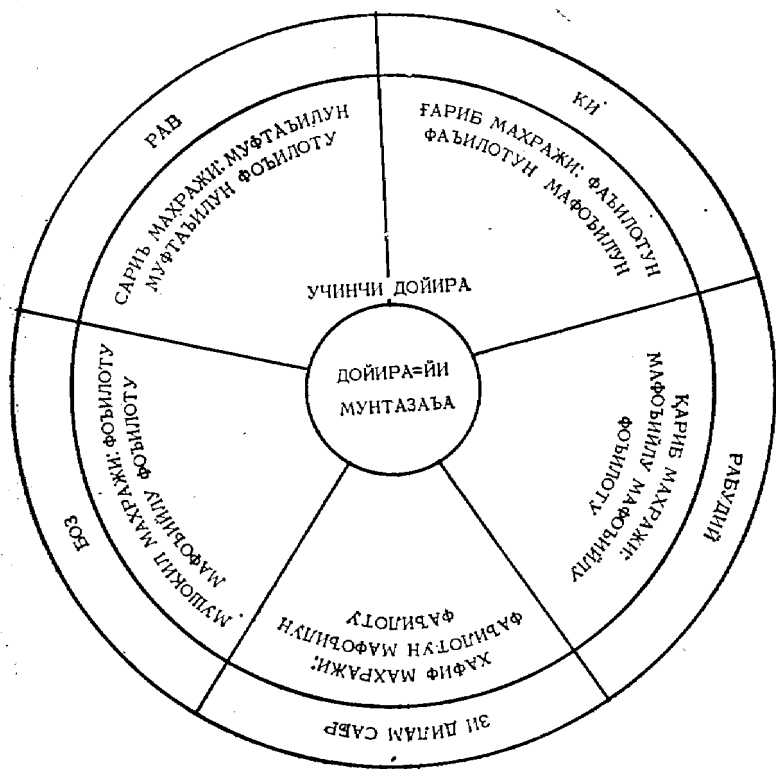 УЧИНЧИ ДОЙИРА
ДОЙИРА=ЙИ
МУНТАЗАЪА
РАВ
САРИЪ МАХРАЖИ: МУФТАЪИЛУН
МУФТАЪИЛУН ФОЪИЛОТУ
КИ
ҒАРИБ МАХРАЖИ: ФАЪИЛОТУН
ФАЪИЛОТУН МАФОЪИЛУН
РАБУДИЙ
ҚАРИБ МАХРАЖИ:
МАФОЪИЙЛУ МАФОЪИЙЛУ
ФОЪИЛОТУ
ЗИ ДИЛАМ САБР
ХАФИФ МАХРАЖИ:
ФАЪИЛОТУН МАФОЪИЛУН
ФАЪИЛОТУ
БОЗ
МУШОКИЛ МАХРАЖИ: ФОЪИЛОТУ
МАФОЪИЙЛУ ФОЪИЛОТУ